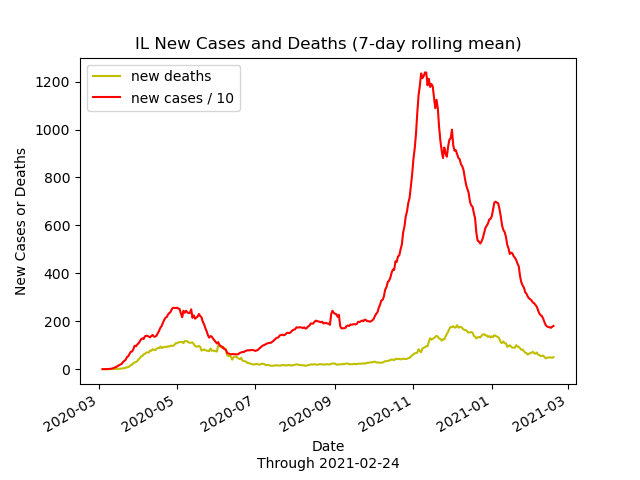 IL New Cases and Deaths (7-day rolling mean)
new deaths
new cases / 10
New Cases or Deaths
1200
1000
800
600
400
200
0
2020-03
2020-05
2020-07
2020-09
2020-11
2021-01
2021-03
Date
Through 2021-02-24